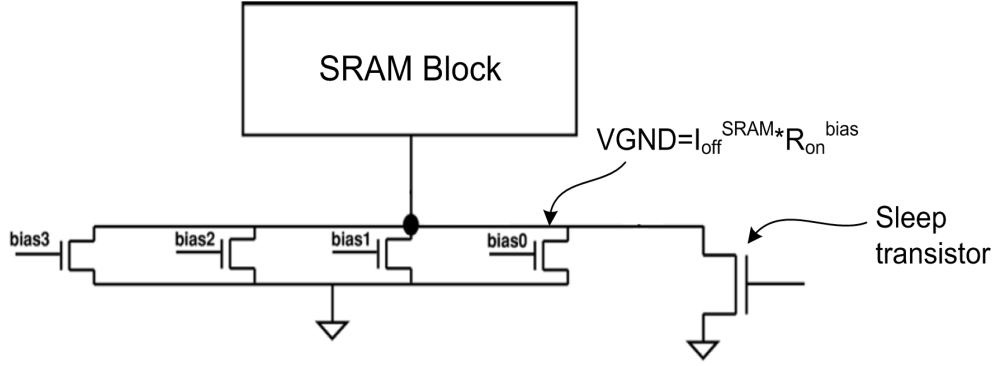 SRAM Block
VGND=I_off^SRAM*R_on^bias
bias3
bias2
bias1
bias0
Sleep
transistor